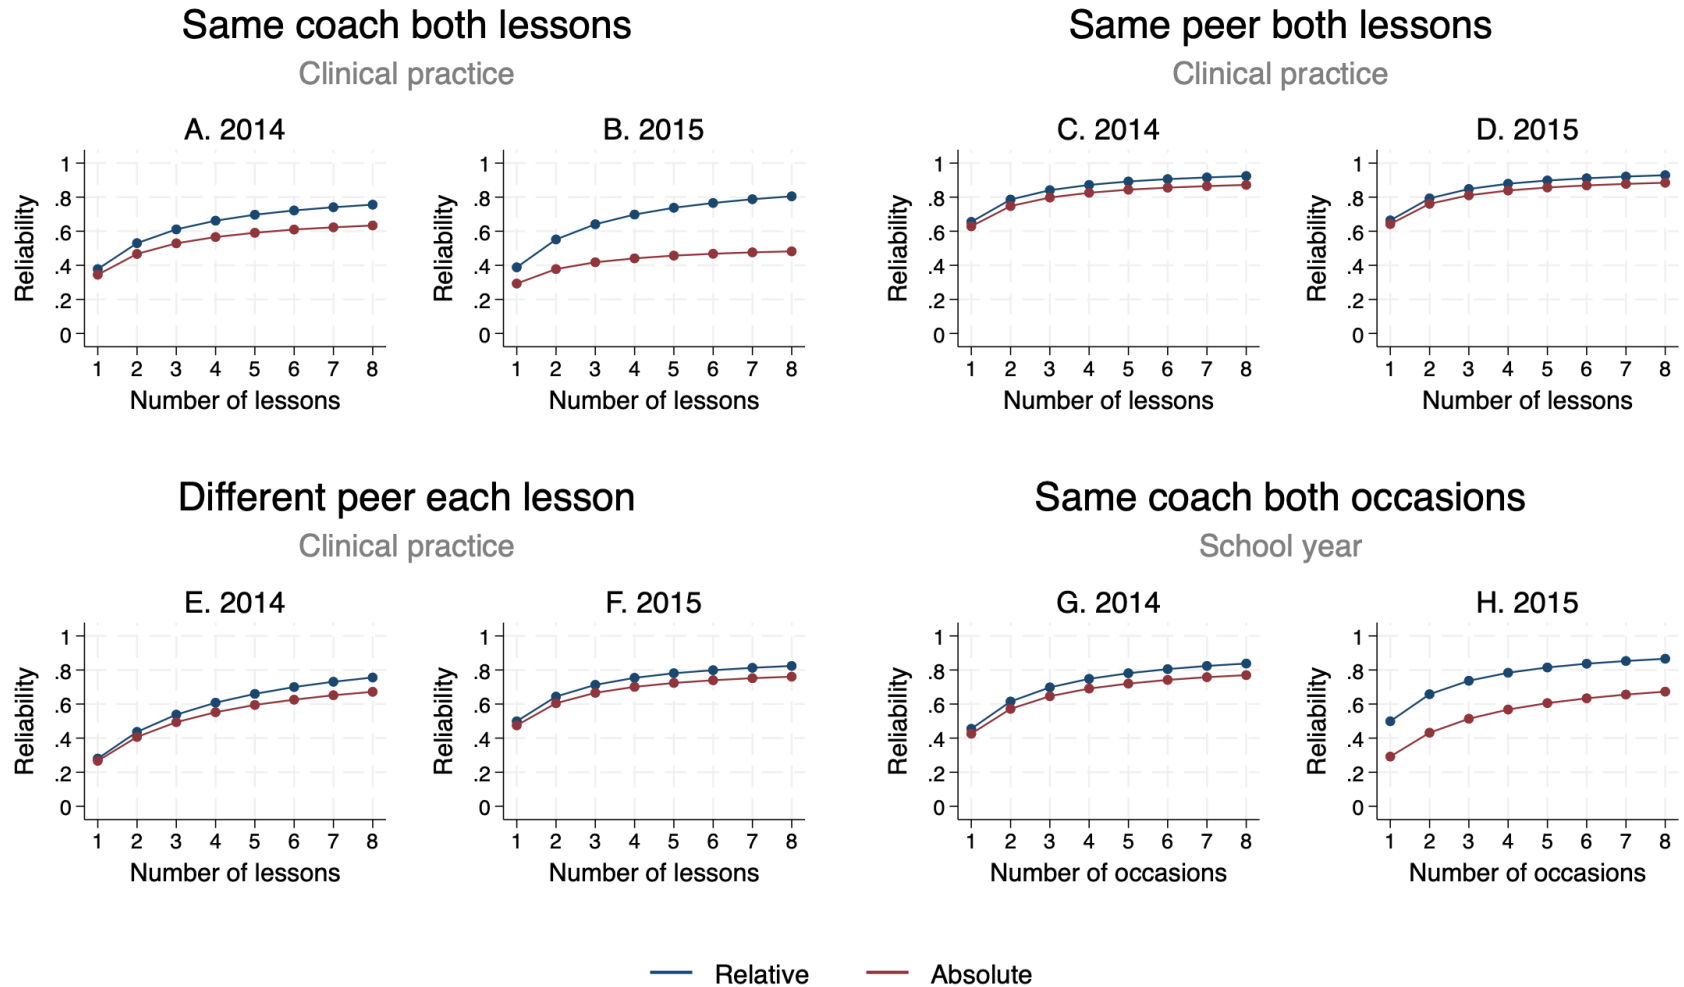 Same coach both lessons
Clinical practice
A. 2014
Reliability
1
.8
.6
.4
.2
0
1 2 3 4 5 6 7 8
Number of lessons
B. 2015
Reliability
1
.8
.6
.4
.2
0
1 2 3 4 5 6 7 8
Number of lessons
Same peer both lessons
Clinical practice
C. 2014
Reliability
1
.8
.6
.4
.2
0
1 2 3 4 5 6 7 8
Number of lessons
D. 2015
Reliability
1
.8
.6
.4
.2
0
1 2 3 4 5 6 7 8
Number of lessons
Different peer each lesson
Clinical practice
E. 2014
Reliability
1
.8
.6
.4
.2
0
1 2 3 4 5 6 7 8
Number of lessons
F. 2015
Reliability
1
.8
.6
.4
.2
0
1 2 3 4 5 6 7 8
Number of lessons
Same coach both occasions
School year
G. 2014
Reliability
1
.8
.6
.4
.2
0
1 2 3 4 5 6 7 8
Number of occasions
H. 2015
Reliability
1
.8
.6
.4
.2
0
1 2 3 4 5 6 7 8
Number of occasions
Relative Absolute